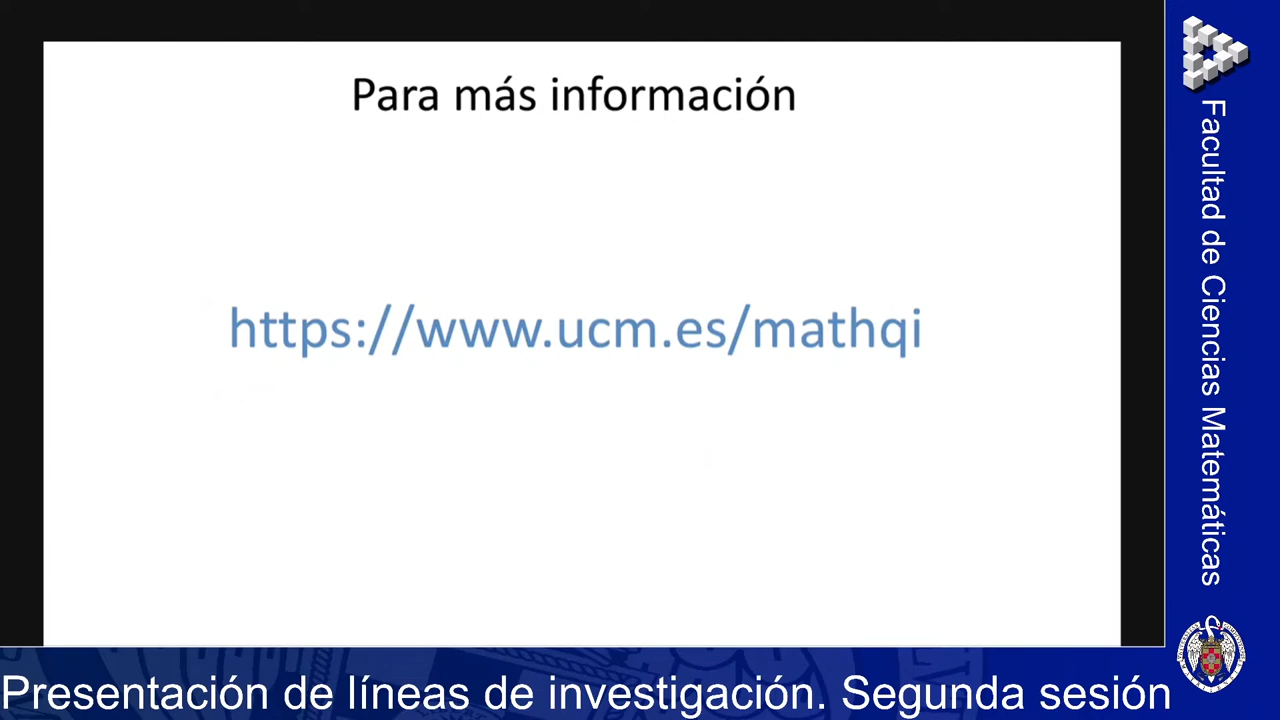 Para más información
https://www.ucm.es/mathqi
Facultad de Ciencias Matemáticas
Presentación de líneas de investigación. Segunda sesión